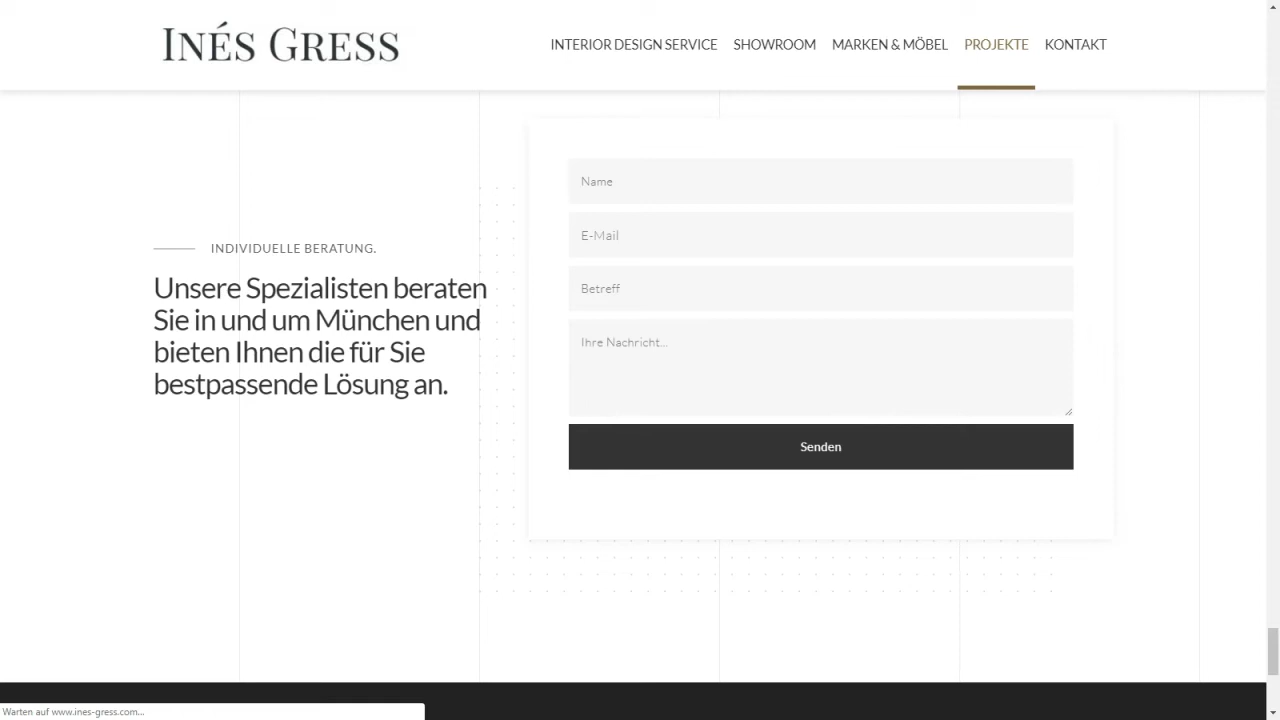 INÉS GRESS
INTERIOR DESIGN SERVICE SHOWROOM MARKEN & MÖBEL PROJEKTE KONTAKT
INDIVIDUELLE BERATUNG.
Unsere Spezialisten beraten
Sie in und um München und
bieten Ihnen die für Sie
bestpassende Lösung an.
Name
E-Mail
Betreff
Ihre Nachricht...
Senden
Warten auf www.ines-gress.com...